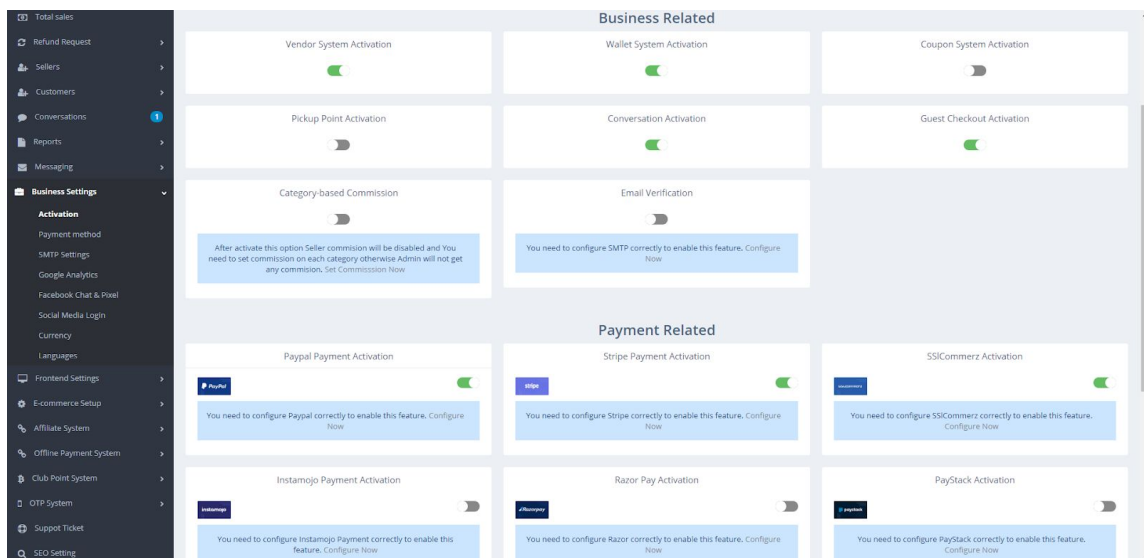 Total sales
Refund Request
Sellers
Customers
Conversations 1
Reports
Messaging
Business Settings
Activation
Payment method
SMTP Settings
Google Analytics
Facebook Chat & Pixel
Social Media Login
Currency
Languages
Frontend Settings
E-commerce Setup
Affiliate System
Offline Payment System
Club Point System
OTP System
Suppot Ticket
SEO Setting
Business Related
Vendor System Activation
Wallet System Activation
Coupon System Activation
Pickup Point Activation
Conversation Activation
Guest Checkout Activation
Category-based Commission
After activate this option Seller commision will be disabled and You
need to set commission on each category otherwise Admin will not get
any commision. Set Commisssion Now
Email Verification
You need to configure SMTP correctly to enable this feature. Configure
Now
Payment Related
Paypal Payment Activation
PayPal
You need to configure Paypal correctly to enable this feature. Configure
Now
Stripe Payment Activation
stripe
You need to configure Stripe correctly to enable this feature. Configure
Now
SSlCommerz Activation
You need to configure SSlCommerz correctly to enable this feature.
Configure Now
Instamojo Payment Activation
instamojo
You need to configure Instamojo Payment correctly to enable this
feature. Configure Now
Razor Pay Activation
Razorpay
You need to configure Razor correctly to enable this feature. Configure
Now
PayStack Activation
paystack
You need to configure PayStack correctly to enable this feature.
Configure Now